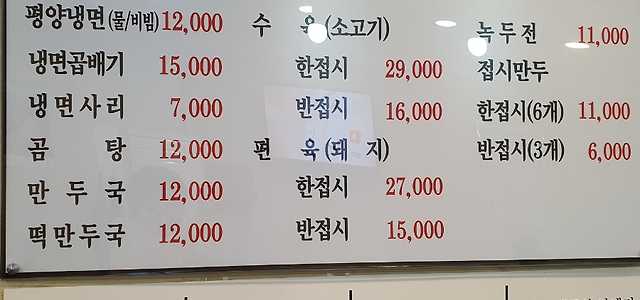 평양냉면(물/비빔) 12,000
냉면곱배기 15,000
냉면사리 7,000
곰탕 12,000
만두국 12,000
떡만두국 12,000
수육(소고기)
한접시 29,000
반접시 16,000
편육(돼지)
한접시 27,000
반접시 15,000
녹두전 11,000
접시만두
한접시(6개) 11,000
반접시(3개) 6,000